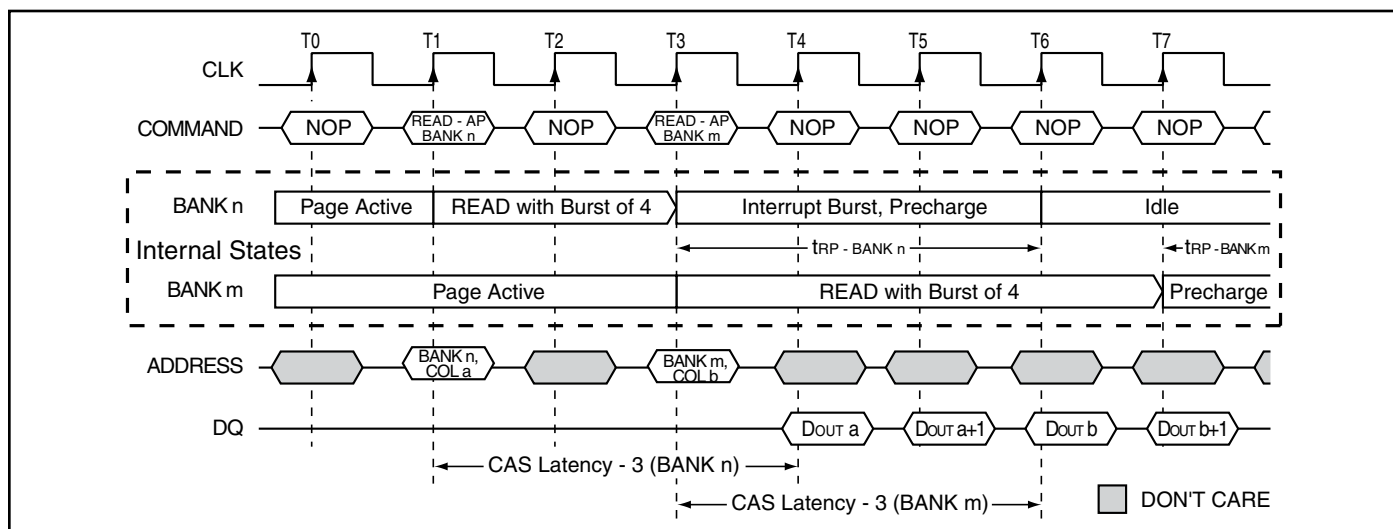 T0 T1 T2 T3 T4 T5 T6 T7
CLK
COMMAND NOP READ - AP BANK n NOP READ - AP BANK m NOP NOP NOP NOP
BANK n Page Active READ with Burst of 4 Interrupt Burst, Precharge Idle
Internal States tRP - BANK n tRP - BANK m
BANK m Page Active READ with Burst of 4 Precharge
ADDRESS BANK n, COL a BANK m, COL b
DQ DOUT a DOUT a+1 DOUT b DOUT b+1
CAS Latency - 3 (BANK n)
CAS Latency - 3 (BANK m) DON'T CARE